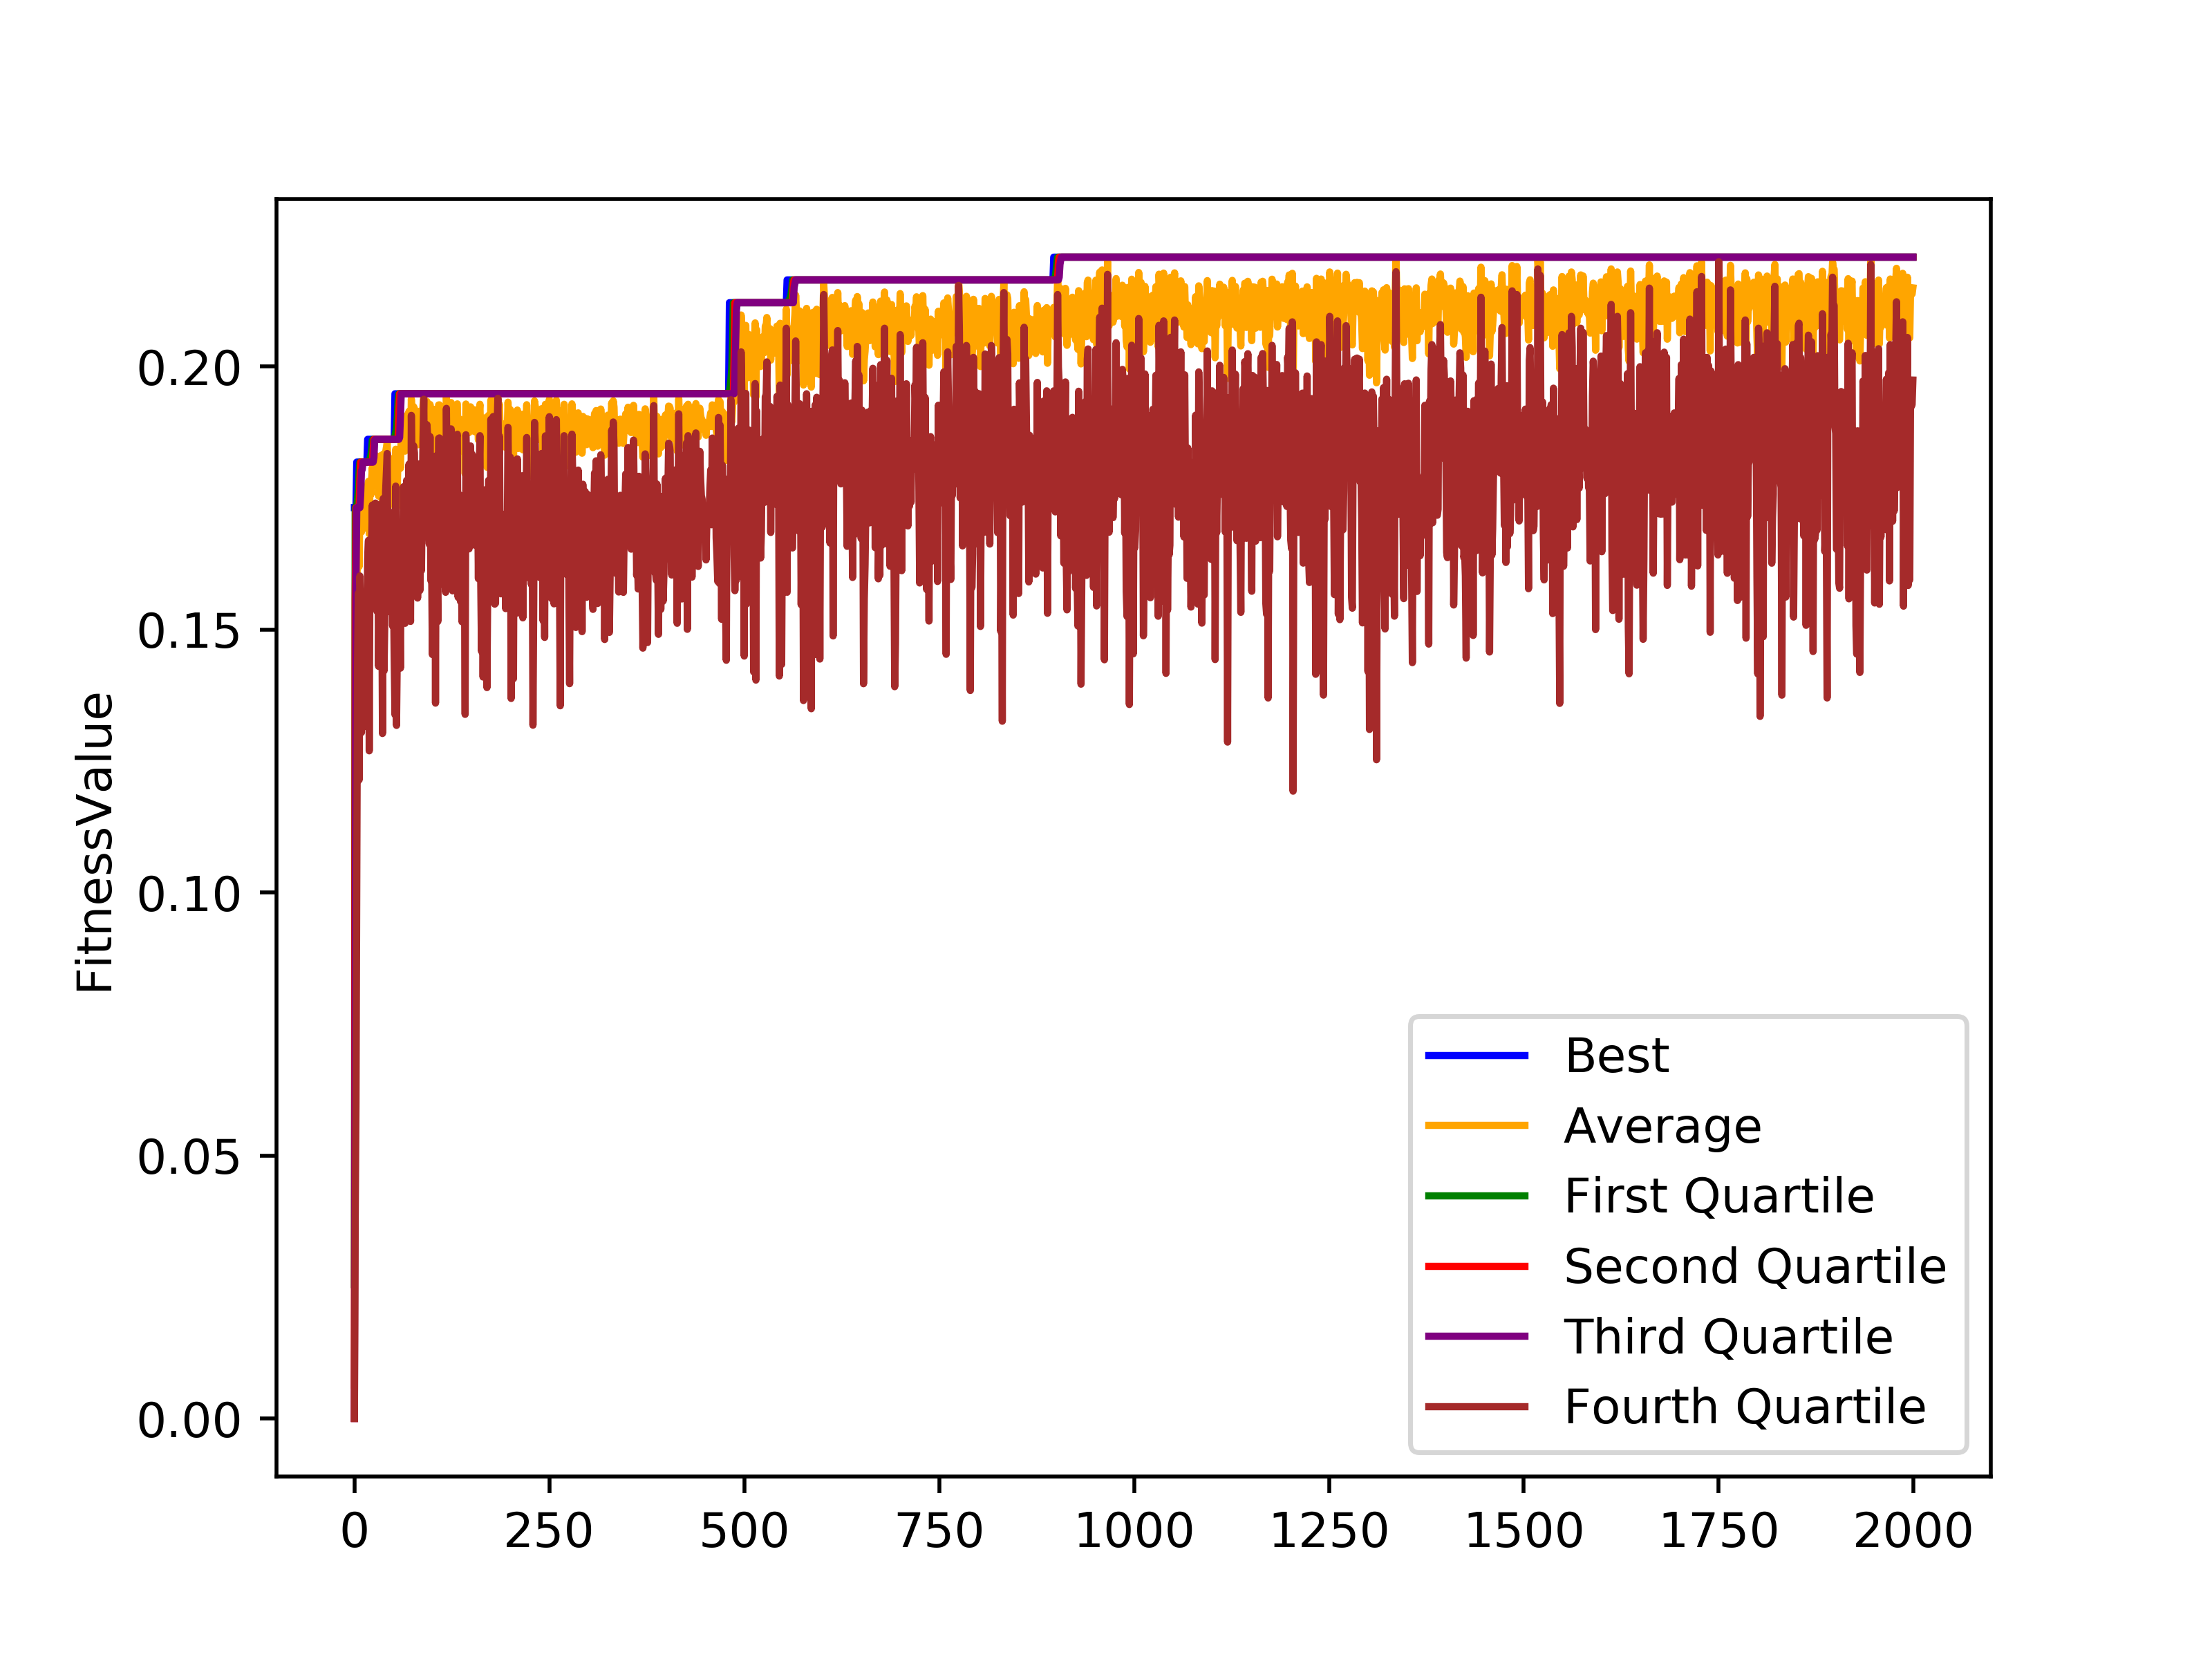 FitnessValue
0.20
0.15
0.10
0.05
0.00
0 250 500 750 1000 1250 1500 1750 2000
Best
Average
First Quartile
Second Quartile
Third Quartile
Fourth Quartile